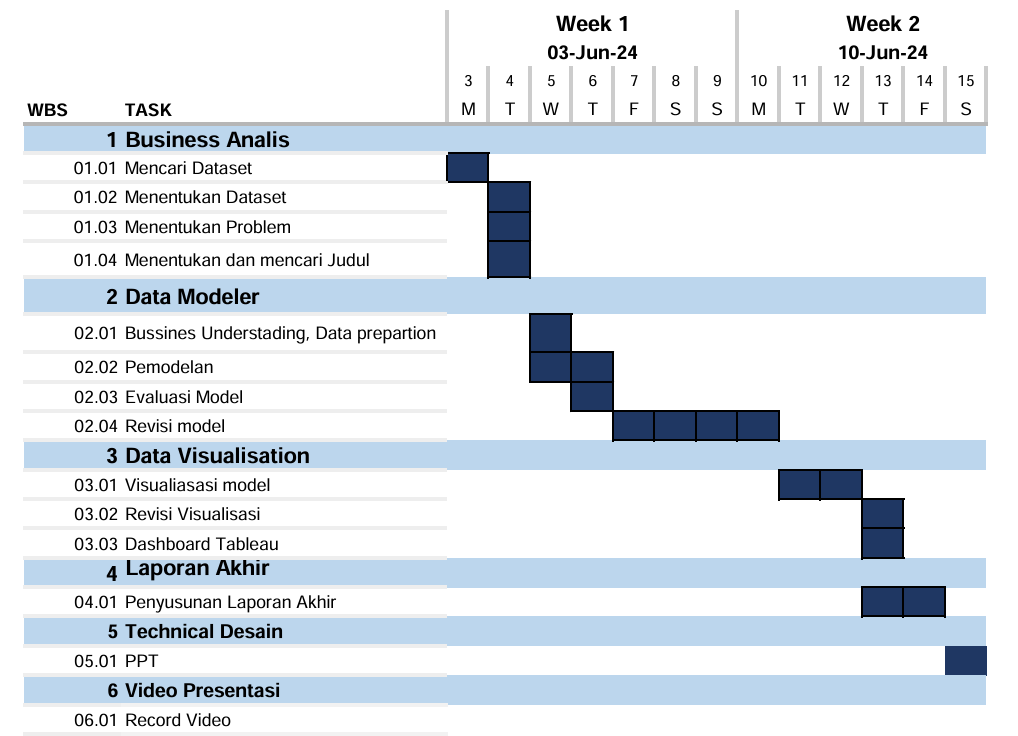 Week 1 Week 2
03-Jun-24 10-Jun-24
3 4 5 6 7 8 9 10 11 12 13 14 15
WBS TASK M T W T F S S M T W T F S
1 Business Analis
01.01 Mencari Dataset
01.02 Menentukan Dataset
01.03 Menentukan Problem
01.04 Menentukan dan mencari Judul
2 Data Modeler
02.01 Bussines Understading, Data prepartion
02.02 Pemodelan
02.03 Evaluasi Model
02.04 Revisi model
3 Data Visualisation
03.01 Visualiasasi model
03.02 Revisi Visualisasi
03.03 Dashboard Tableau
4 Laporan Akhir
04.01 Penyusunan Laporan Akhir
5 Technical Desain
05.01 PPT
6 Video Presentasi
06.01 Record Video